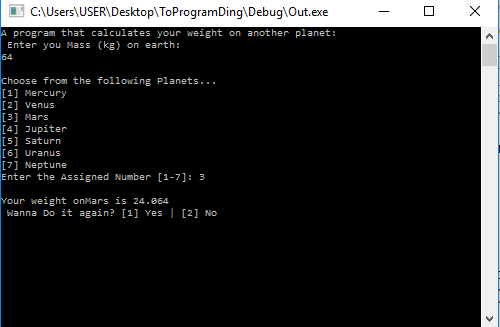 C:\Users\USER\Desktop\ToProgramDing\Debug\Out.exe
A program that calculates your weight on another planet:
Enter you Mass (kg) on earth:
64
Choose from the following Planets...
[1] Mercury
[2] Venus
[3] Mars
[4] Jupiter
[5] Saturn
[6] Uranus
[7] Neptune
Enter the Assigned Number [1-7]: 3
Your weight onMars is 24.064
Wanna Do it again? [1] Yes | [2] No